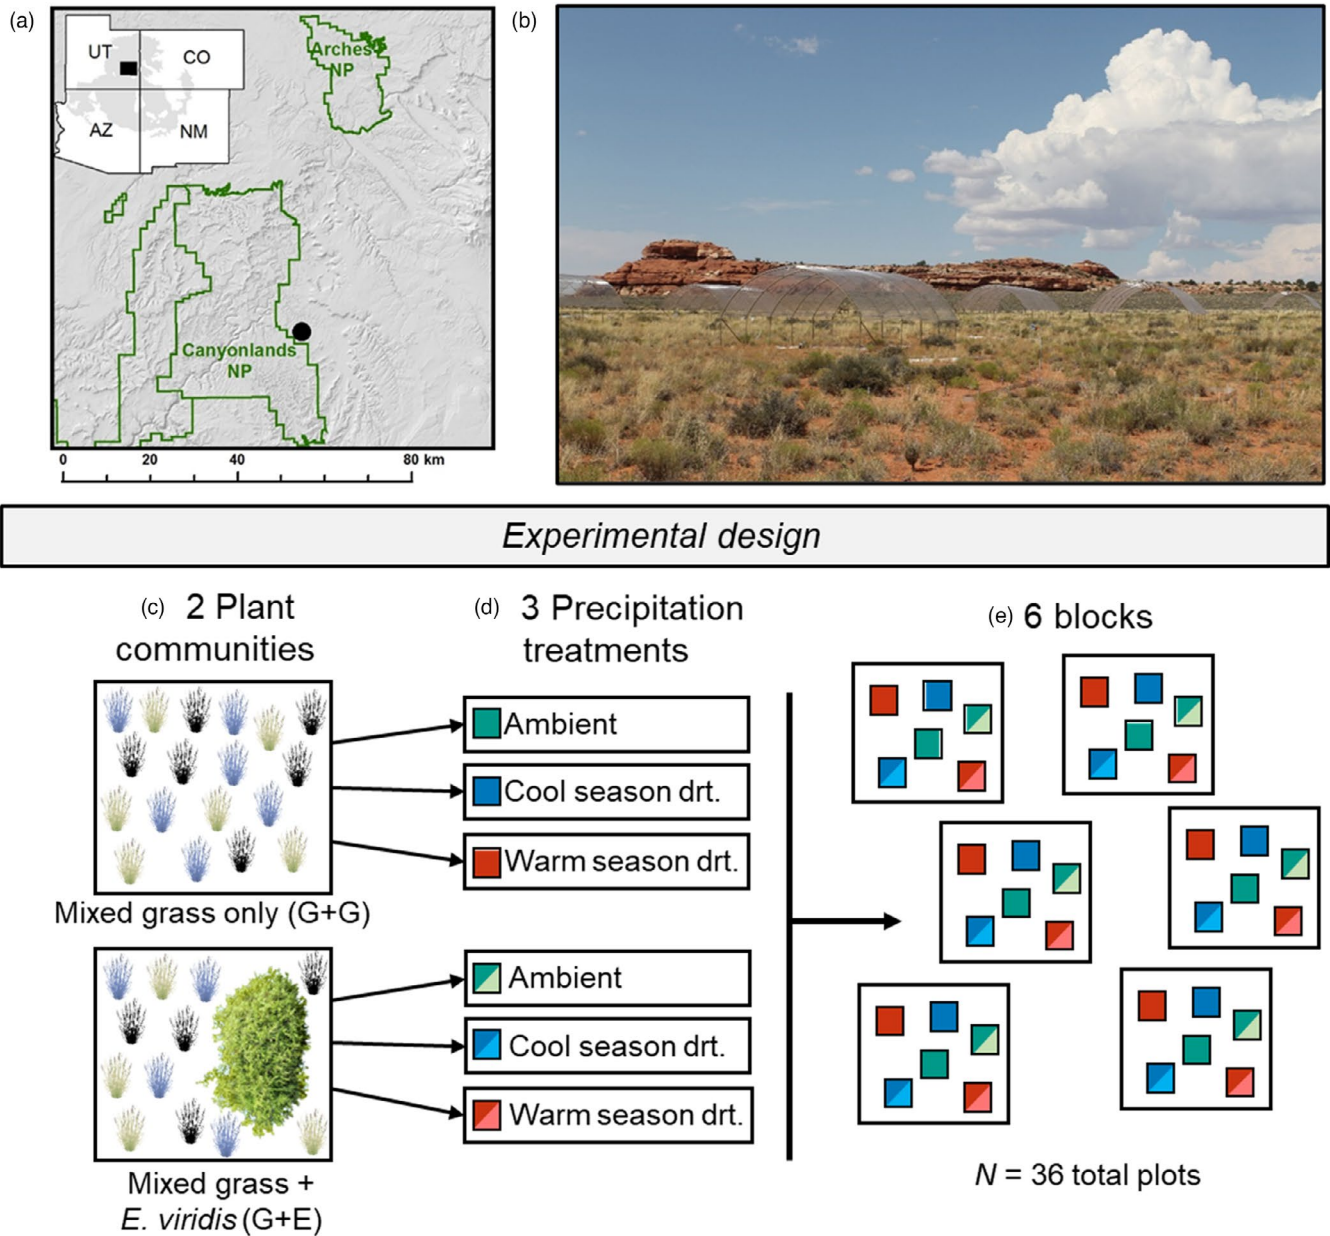 (a)
UT
CO
AZ
NM
Arches
NP
Canyonlands
NP
0 20 40 80 km
(b)
Experimental design
(c) 2 Plant
communities
Mixed grass only (G+G)
Mixed grass +
E. viridis (G+E)
(d) 3 Precipitation
treatments
Ambient
Cool season drt.
Warm season drt.
Ambient
Cool season drt.
Warm season drt.
(e) 6 blocks
N = 36 total plots